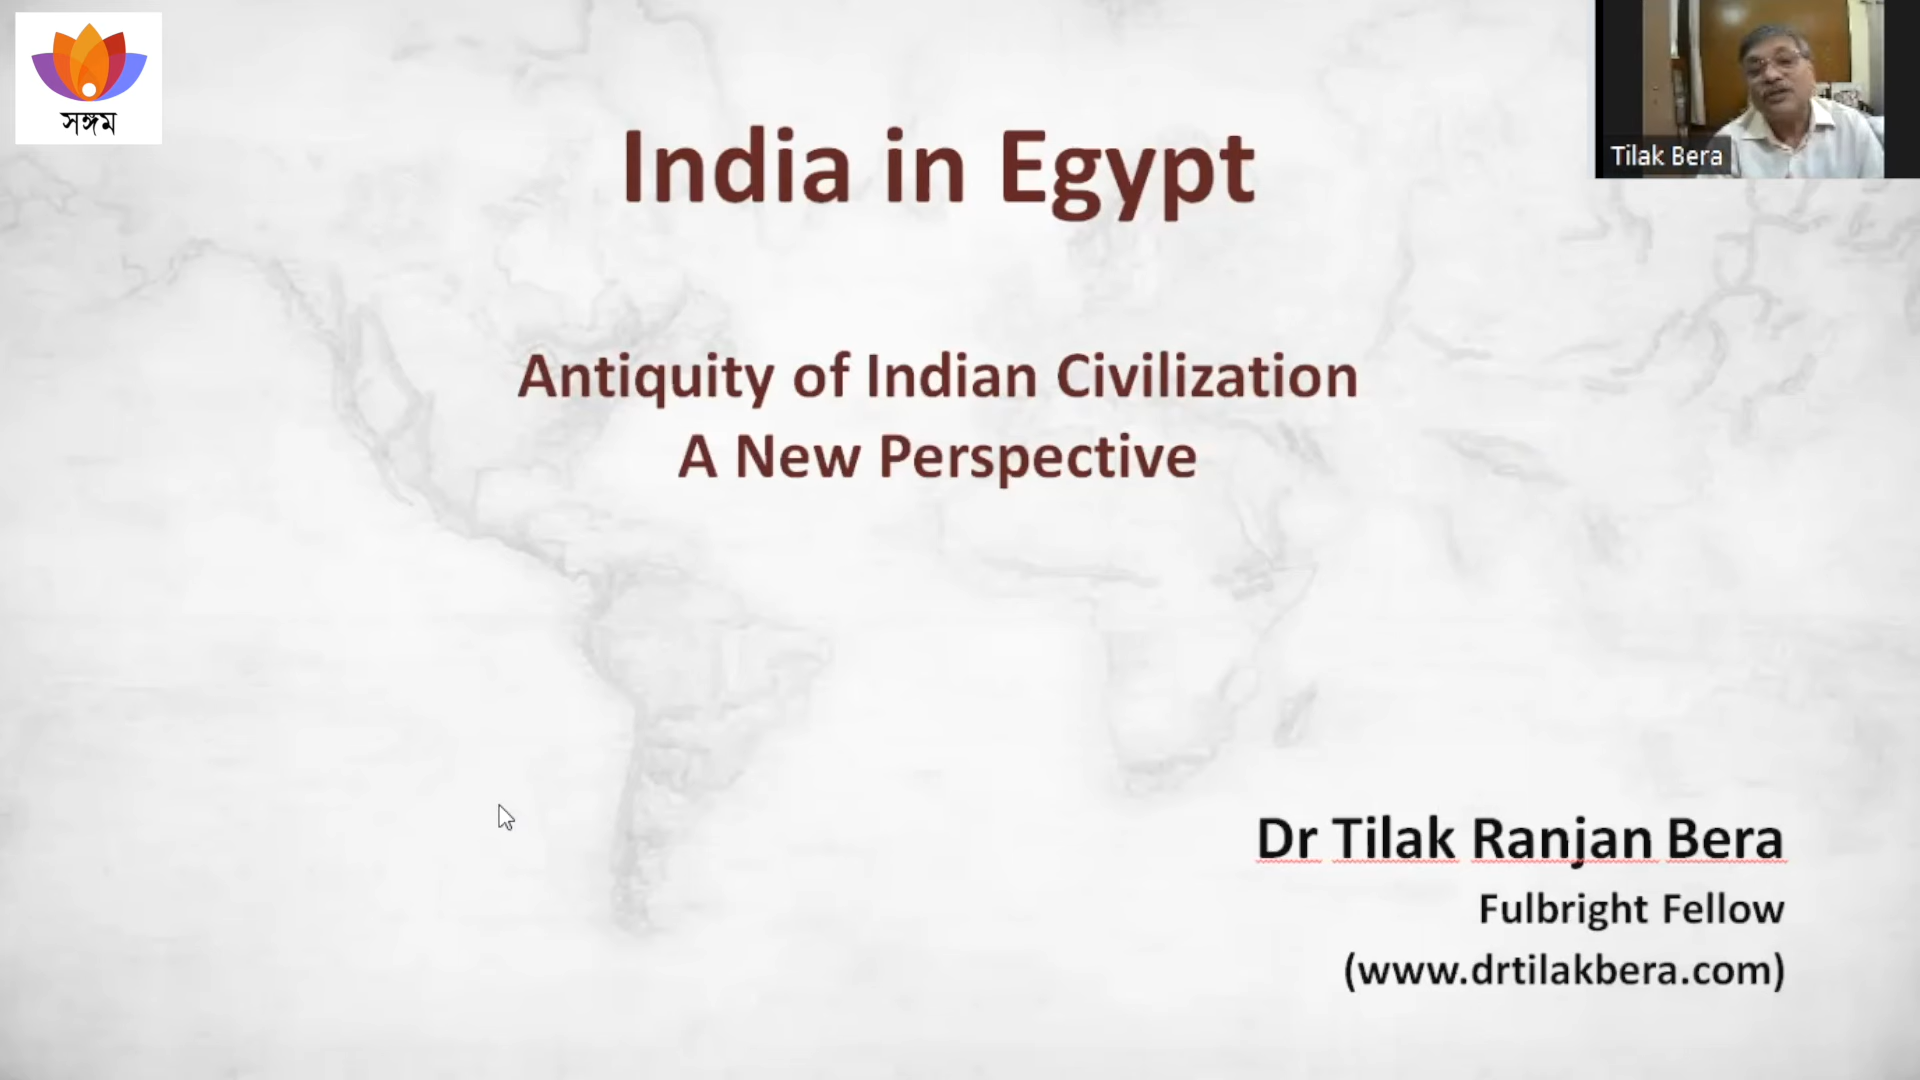 সঙ্গম
Tilak Bera
India in Egypt
Antiquity of Indian Civilization
A New Perspective
Dr Tilak Ranjan Bera
Fulbright Fellow
(www.drtilakbera.com)